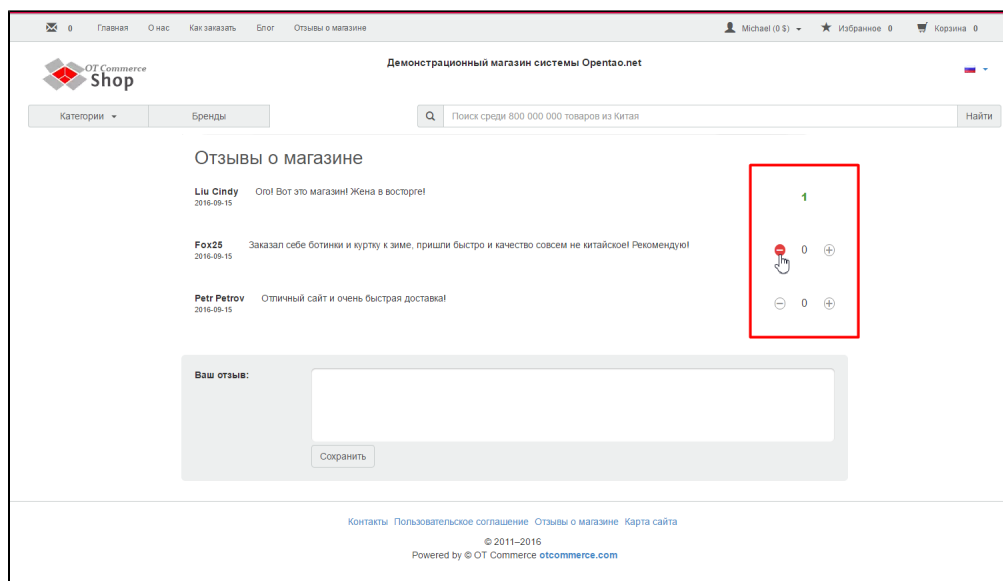 0 Главная О нас Как заказать Блог Отзывы о магазине Michael (0 $) Избранное 0 Корзина 0
OT Commerce
Shop
Демонстрационный магазин системы Opentao.net
Категории Бренды Поиск среди 800 000 000 товаров из Китая Найти
Отзывы о магазине
Liu Cindy Ого! Вот это магазин! Жена в восторге! 1
2016-09-15
Fox25 Заказал себе ботинки и куртку к зиме, пришли быстро и качество совсем не китайское! Рекомендую! 0
2016-09-15
Petr Petrov Отличный сайт и очень быстрая доставка! 0
2016-09-15
Ваш отзыв:
Сохранить
Контакты Пользовательское соглашение Отзывы о магазине Карта сайта
© 2011–2016
Powered by © OT Commerce otcommerce.com